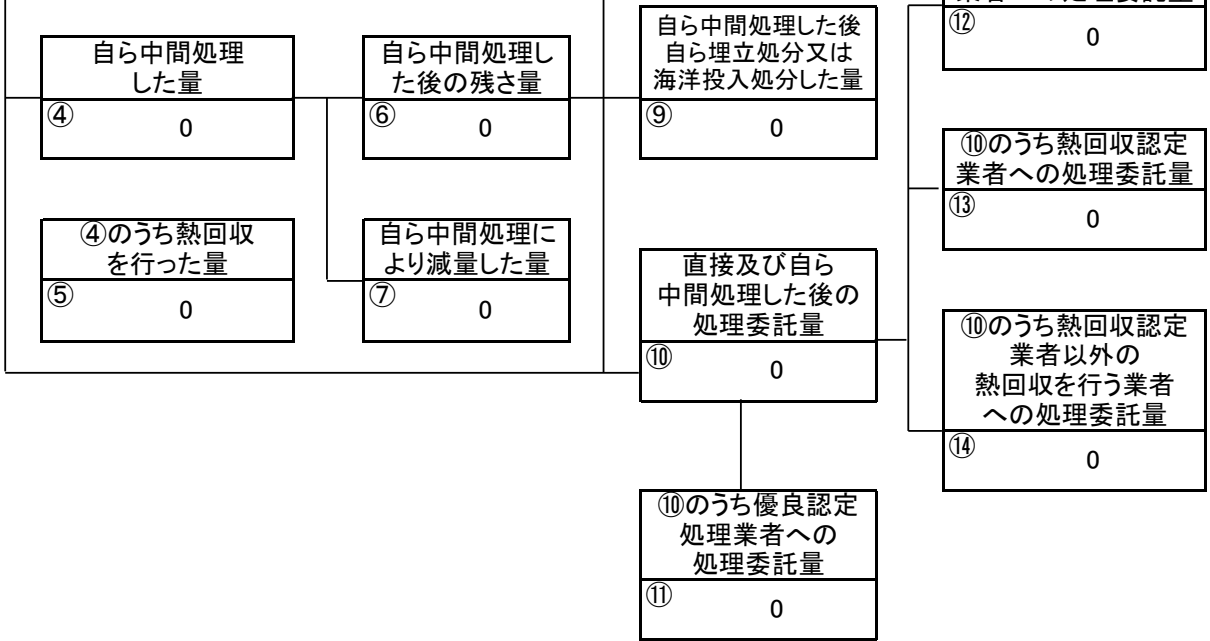 ⑫
0
自ら中間処理
した量
④
0
自ら中間処理し
た後の残さ量
⑥
0
自ら中間処理した後
自ら埋立処分又は
海洋投入処分した量
⑨
0
⑩のうち熱回収認定
業者への処理委託量
⑬
0
④のうち熱回収
を行った量
⑤
0
自ら中間処理に
より減量した量
⑦
0
直接及び自ら
中間処理した後の
処理委託量
⑩
0
⑩のうち熱回収認定
業者以外の
熱回収を行う業者
への処理委託量
⑭
0
⑩のうち優良認定
処理業者への
処理委託量
⑪
0